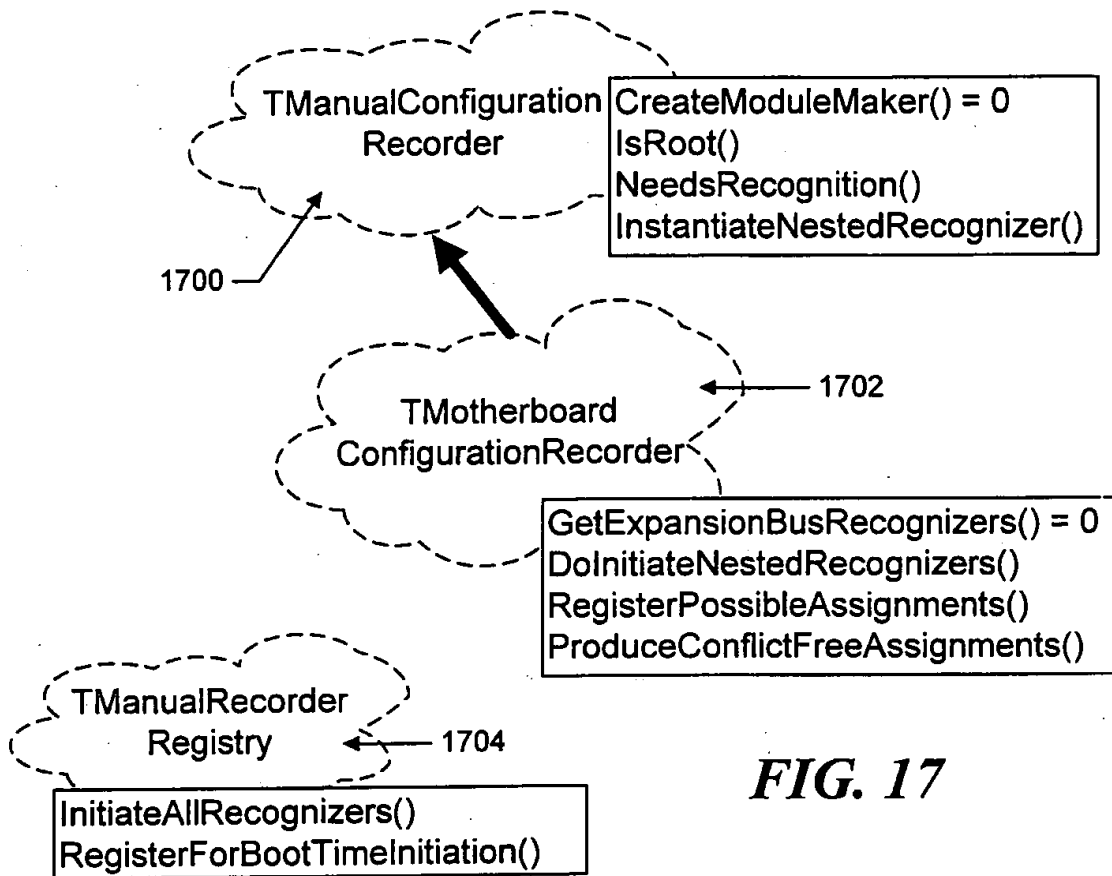 TManualConfiguration
Recorder
CreateModuleMaker() = 0
IsRoot()
NeedsRecognition()
InstantiateNestedRecognizer()
1700
TMotherboard
ConfigurationRecorder
1702
GetExpansionBusRecognizers() = 0
DoInitiateNestedRecognizers()
RegisterPossibleAssignments()
ProduceConflictFreeAssignments()
TManualRecorder
Registry
1704
InitiateAllRecognizers()
RegisterForBootTimeInitiation()
FIG. 17